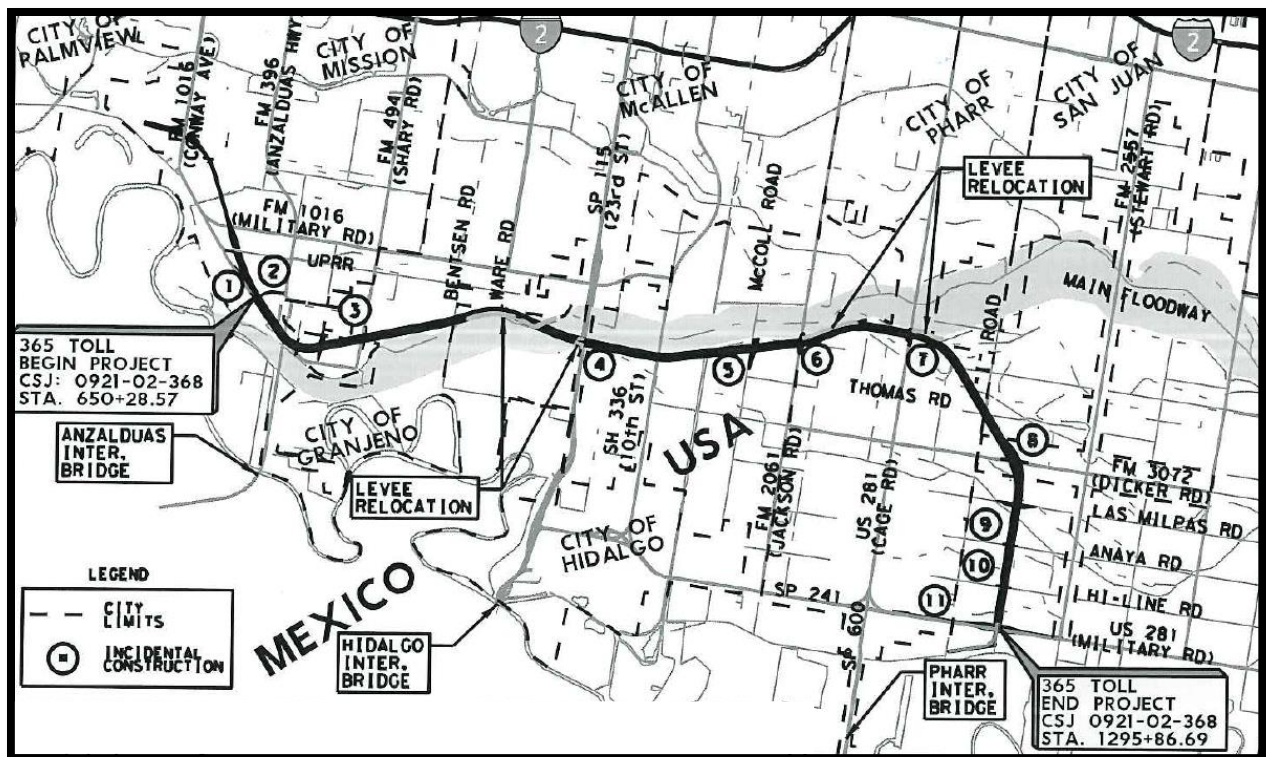 CITY OF
PALMVIEW
FM 1016
(CONWAY AVE)
FM 396
(ANZALDUAS HWY
CITY OF
MISSION
FM 494
(SHARY RD)
2
CITY OF
McALLEN
SP 115
(23rd ST)
CITY OF
PHARR
CITY OF
SAN JUAN
2
FM 2557
(STEWART RD)
LEVEE
RELOCATION
FM 1016
(MILITARY RD)
UPRR
BENTSEN RD
WARE RD
McCOLL ROAD
MAIN FLOODWAY
ROAD
1
2
3
4
5
6
7
8
9
10
11
365 TOLL
BEGIN PROJECT
CSJ: 0921-02-368
STA. 650+28.57
THOMAS RD
SH 336
(10th ST)
USA
ANZALDUAS
INTER.
BRIDGE
CITY OF
GRANJENO
LEVEE
RELOCATION
FM 2061
(JACKSON RD)
US 281
(CAGE RD)
FM 3072
(DICKER RD)
LAS MILPAS RD
ANAYA RD
HI-LINE RD
US 281
(MILITARY RD)
CITY OF
HIDALGO
SP 241
SP 600
MEXICO
LEGEND
CITY
LIMITS
INCIDENTAL
CONSTRUCTION
HIDALGO
INTER.
BRIDGE
PHARR
INTER.
BRIDGE
365 TOLL
END PROJECT
CSJ 0921-02-368
STA. 1295+86.69